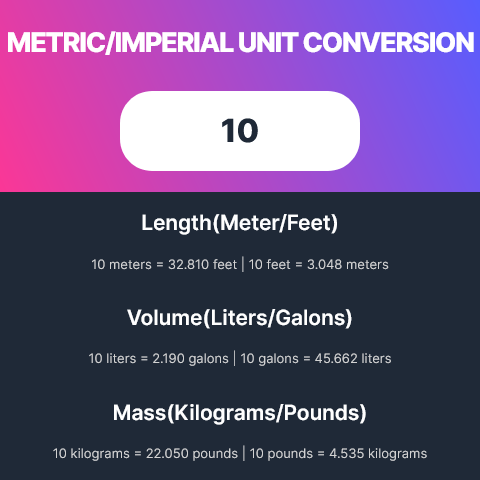 METRIC/IMPERIAL UNIT CONVERSION
10
Length(Meter/Feet)
10 meters = 32.810 feet | 10 feet = 3.048 meters
Volume(Liters/Galons)
10 liters = 2.190 galons | 10 galons = 45.662 liters
Mass(Kilograms/Pounds)
10 kilograms = 22.050 pounds | 10 pounds = 4.535 kilograms